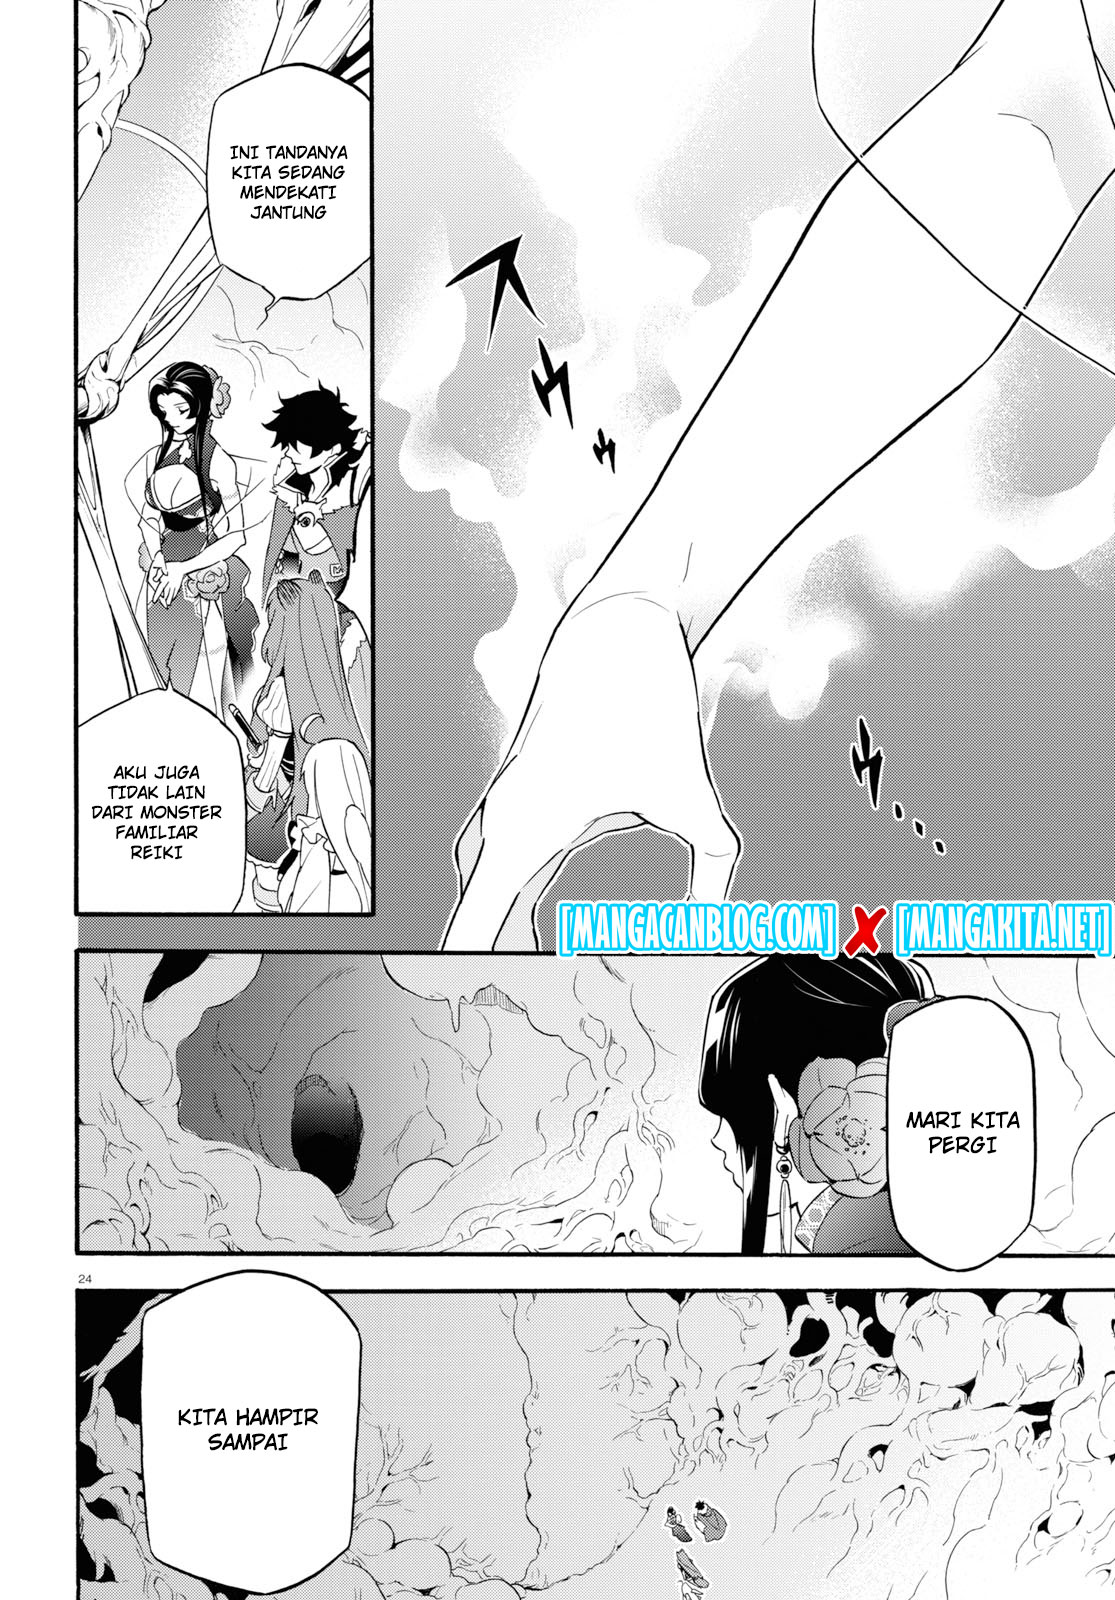 INI TANDANYA
KITA SEDANG
MENDEKATI
JANTUNG
AKU JUGA
TIDAK LAIN
DARI MONSTER
FAMILIAR
REIKI
[MANGACANBLOG.COM] X [MANGAKITA.NET]
MARI KITA
PERGI
24
KITA HAMPIR
SAMPAI